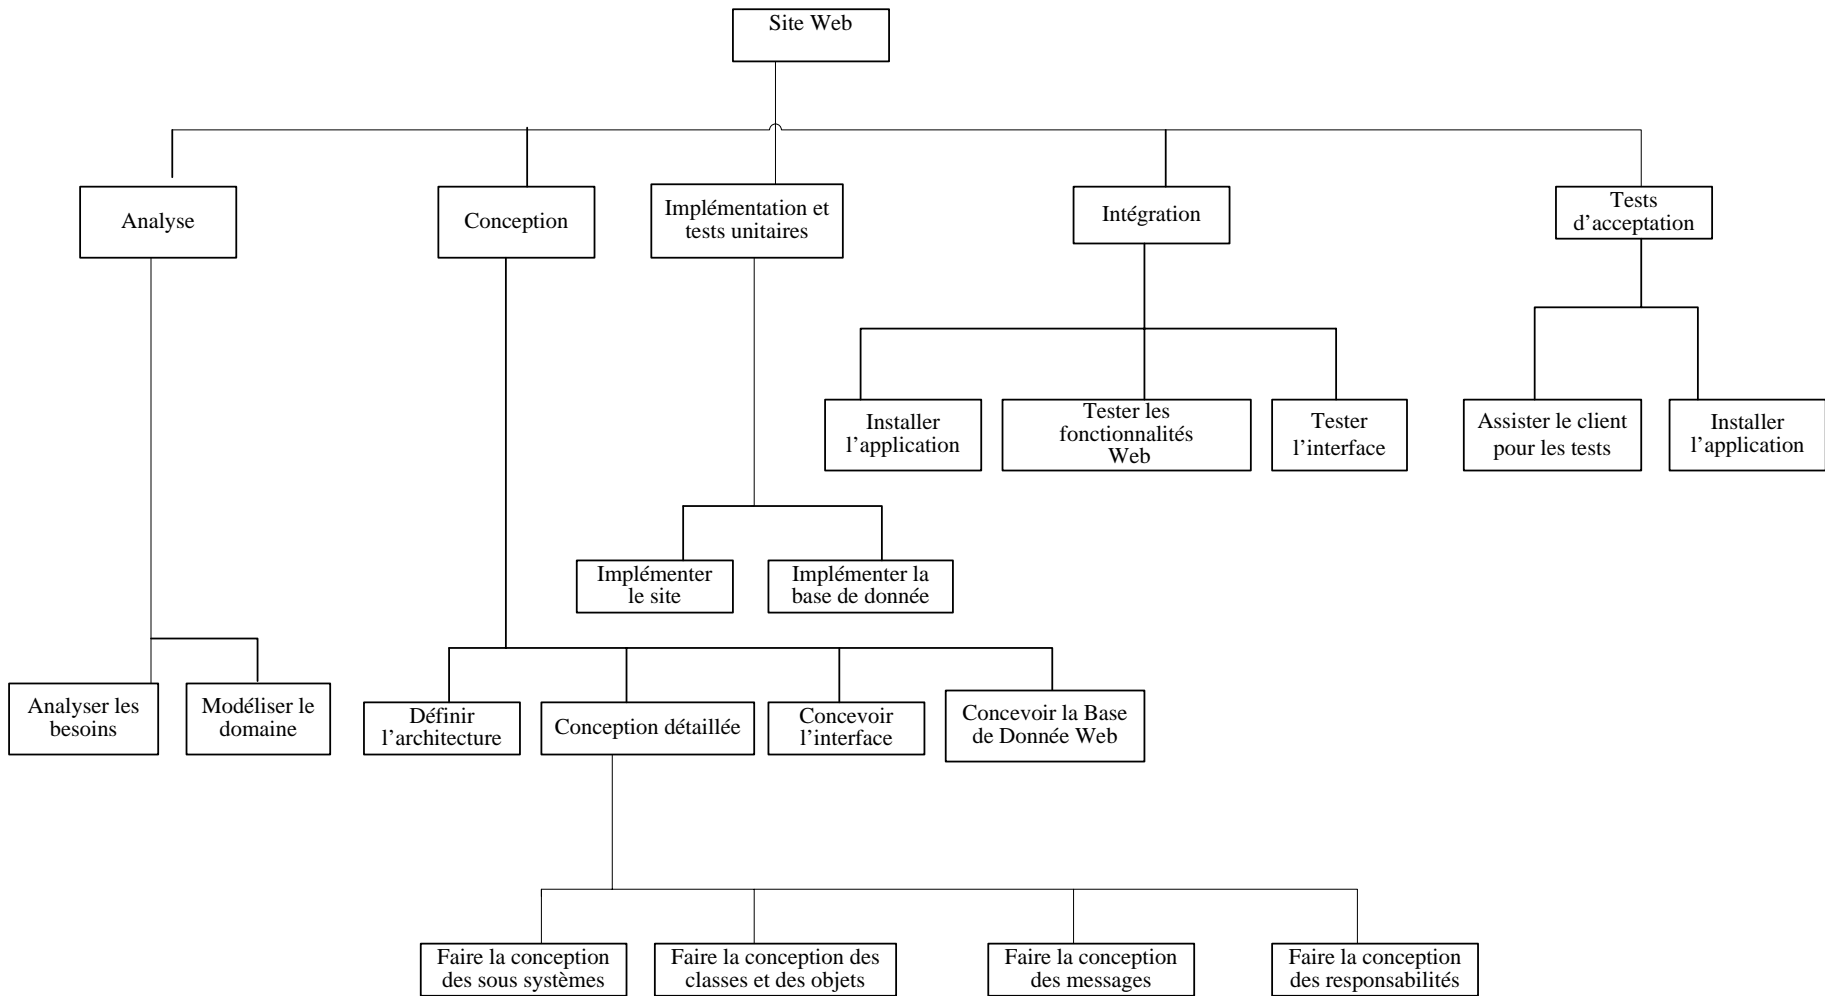 Site Web
Analyse
Conception
Implémentation et
tests unitaires
Intégration
Tests
d’acceptation
Installer
l’application
Tester les
fonctionnalités
Web
Tester
l’interface
Assister le client
pour les tests
Installer
l’application
Implémenter
le site
Implémenter la
base de donnée
Analyser les
besoins
Modéliser le
domaine
Définir
l’architecture
Conception détaillée
Concevoir
l’interface
Concevoir la Base
de Donnée Web
Faire la conception
des sous systèmes
Faire la conception des
classes et des objets
Faire la conception
des messages
Faire la conception
des responsabilités